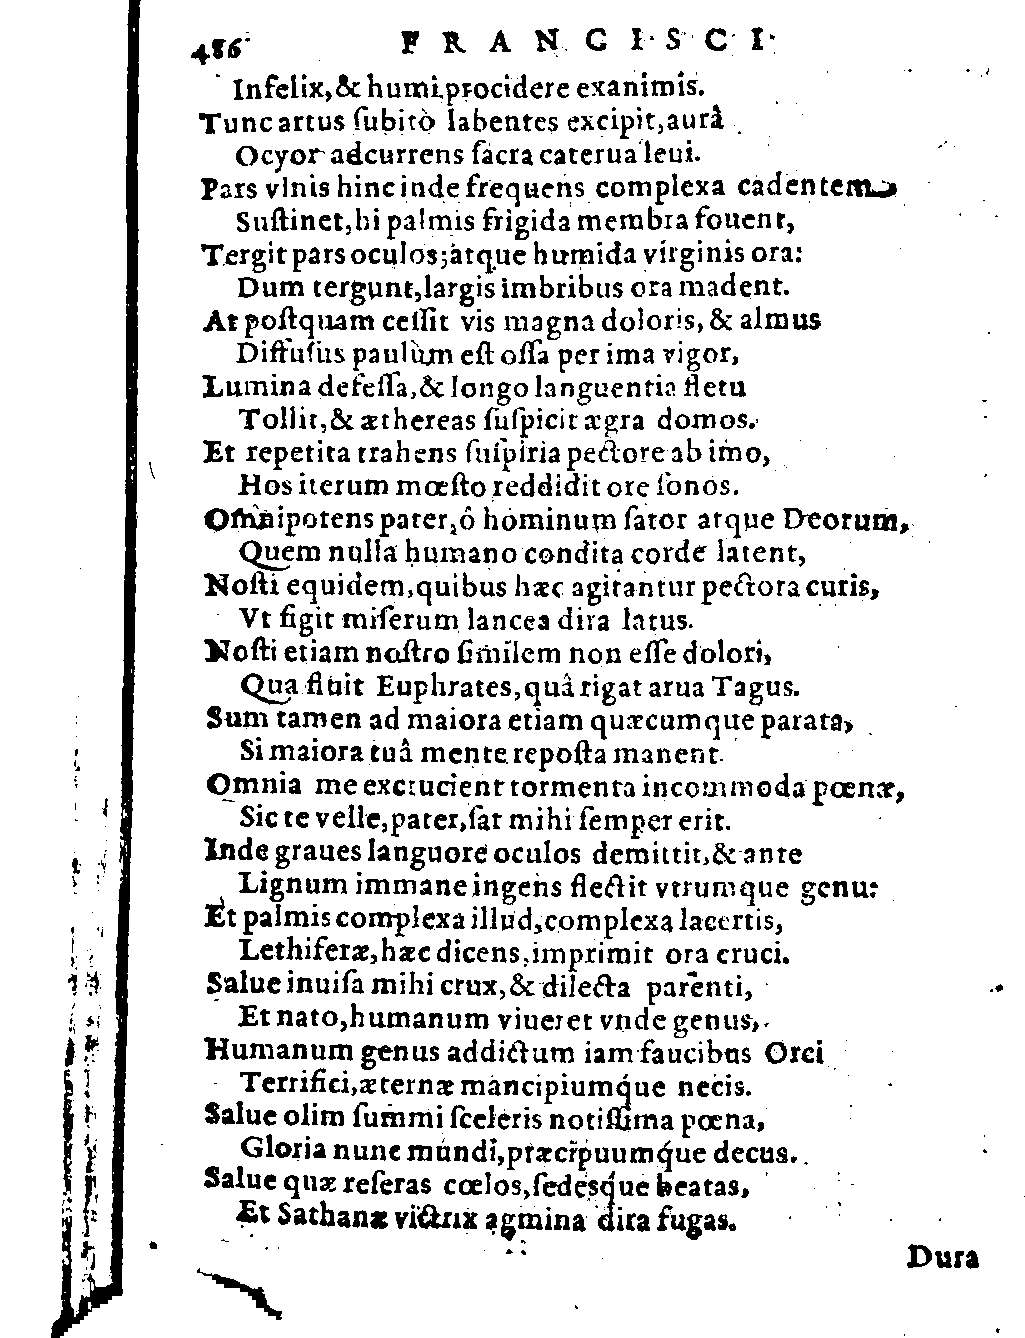 486 FRANCISCI
Infelix, & humi procidere exanimis.
Tunc artus ſubitò labentes excipit, aurâ
Ocyor adcurrens ſacra caterua leui.
Pars vlnis hinc inde frequens complexa cadentem
Suſtinet, hi palmis frigida membra fouent,
Tergit pars oculos; atque humida virginis ora:
Dum tergunt, largis imbribus ora madent.
At poſtquam ceſſit vis magna doloris, & almus
Diffuſus paulùm eſt oſſa per ima vigor,
Lumina defeſſa, & longo languentia fletu
Tollit, & æthereas ſuſpicit ægra domos.
Et repetita trahens ſuſpiria pectore ab imo,
Hos iterum mœſto reddidit ore ſonos.
Omnipotens pater, ô hominum ſator atque Deorum,
Quem nulla humano condita corde latent,
Noſti equidem, quibus hæc agitantur pectora curis,
Vt figit miſerum lancea dira latus.
Noſti etiam noſtro ſimilem non eſſe dolori,
Qua fluit Euphrates, quâ rigat arua Tagus.
Sum tamen ad maiora etiam quæcumque parata,
Si maiora tuâ mente repoſta manent.
Omnia me excrucient tormenta incommoda pœnæ,
Sic te velle, pater, ſat mihi ſemper erit.
Inde graues languore oculos demittit, & ante
Lignum immane ingens flectit vtrumque genu:
Et palmis complexa illud, complexa lacertis,
Lethiferæ, hæc dicens, imprimit ora cruci.
Salue inuiſa mihi crux, & dilecta parenti,
Et nato, humanum viueret vnde genus,
Humanum genus addictum iam faucibus Orci
Terrifici, æternæ mancipiumq́ue necis.
Salue olim ſummi ſceleris notiſſima pœna,
Gloria nunc mundi, præcipuumq́ue decus.
Salue quæ reſeras cœlos, ſedesq́ue beatas,
Et Sathanæ victrix agmina dira fugas.
Dura